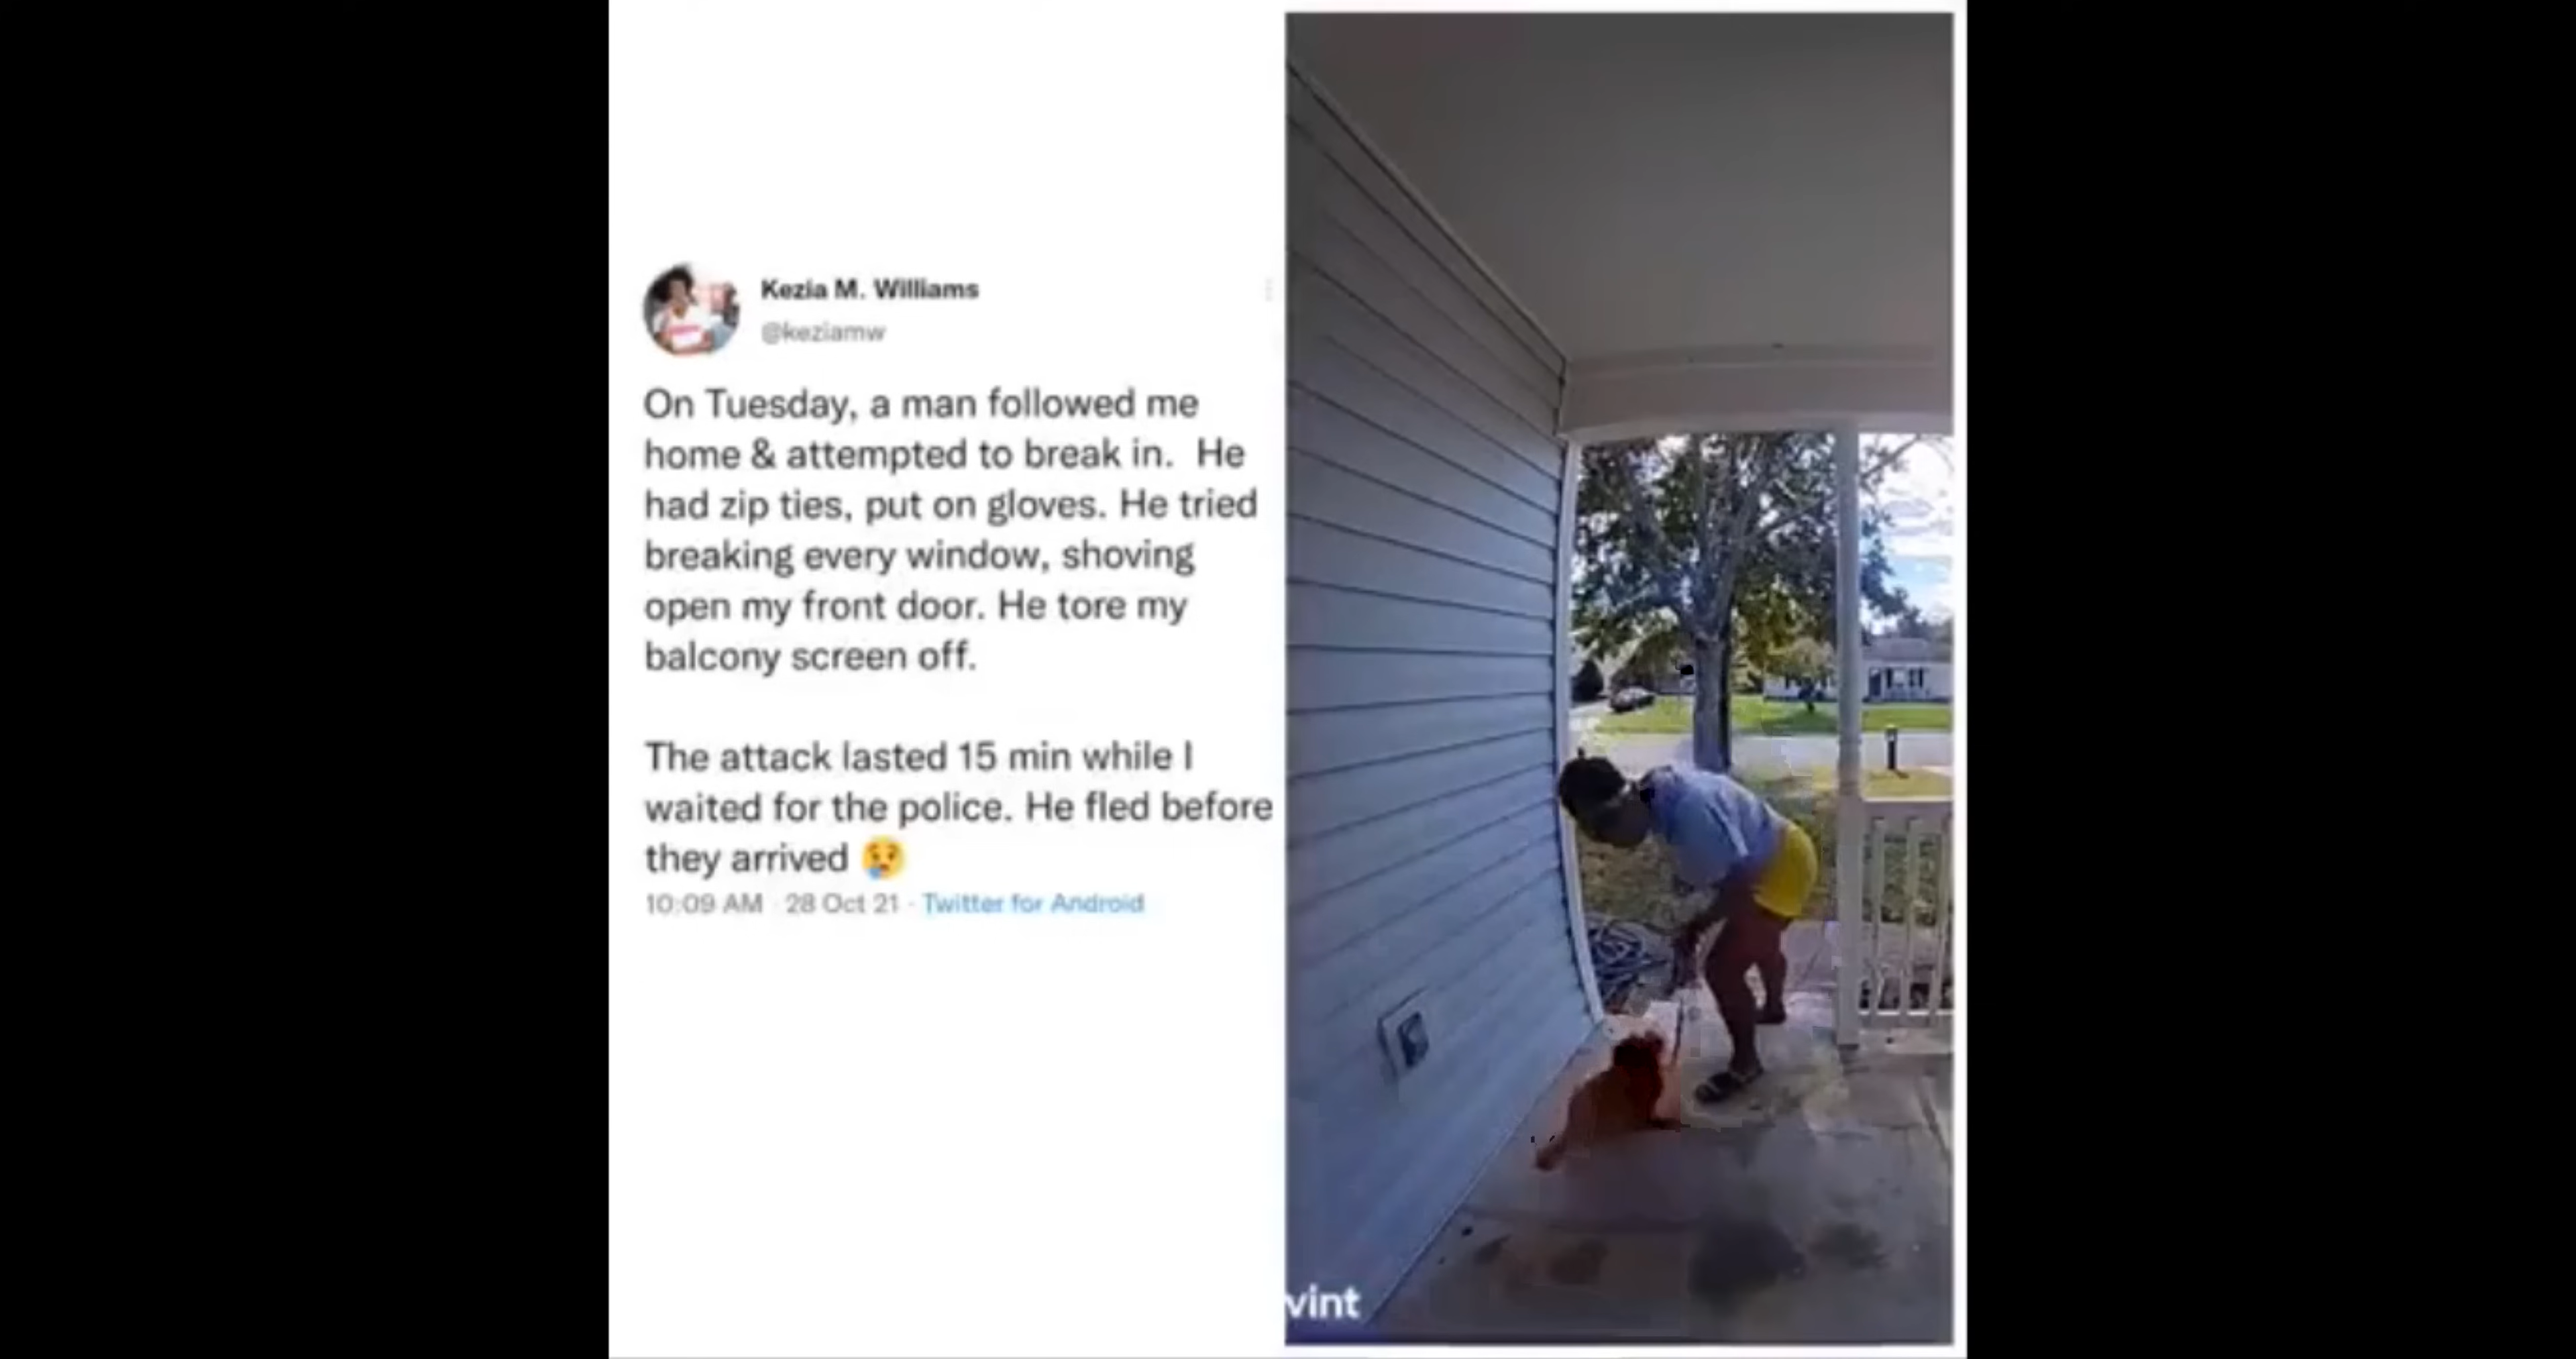 Kezia M. Williams
@keziamw
On Tuesday, a man followed me
home & attempted to break in.  He
had zip ties, put on gloves. He tried
breaking every window, shoving
open my front door. He tore my
balcony screen off.
The attack lasted 15 min while I
waited for the police. He fled before
they arrived 😢
10:09 AM · 28 Oct 21 · Twitter for Android
vint